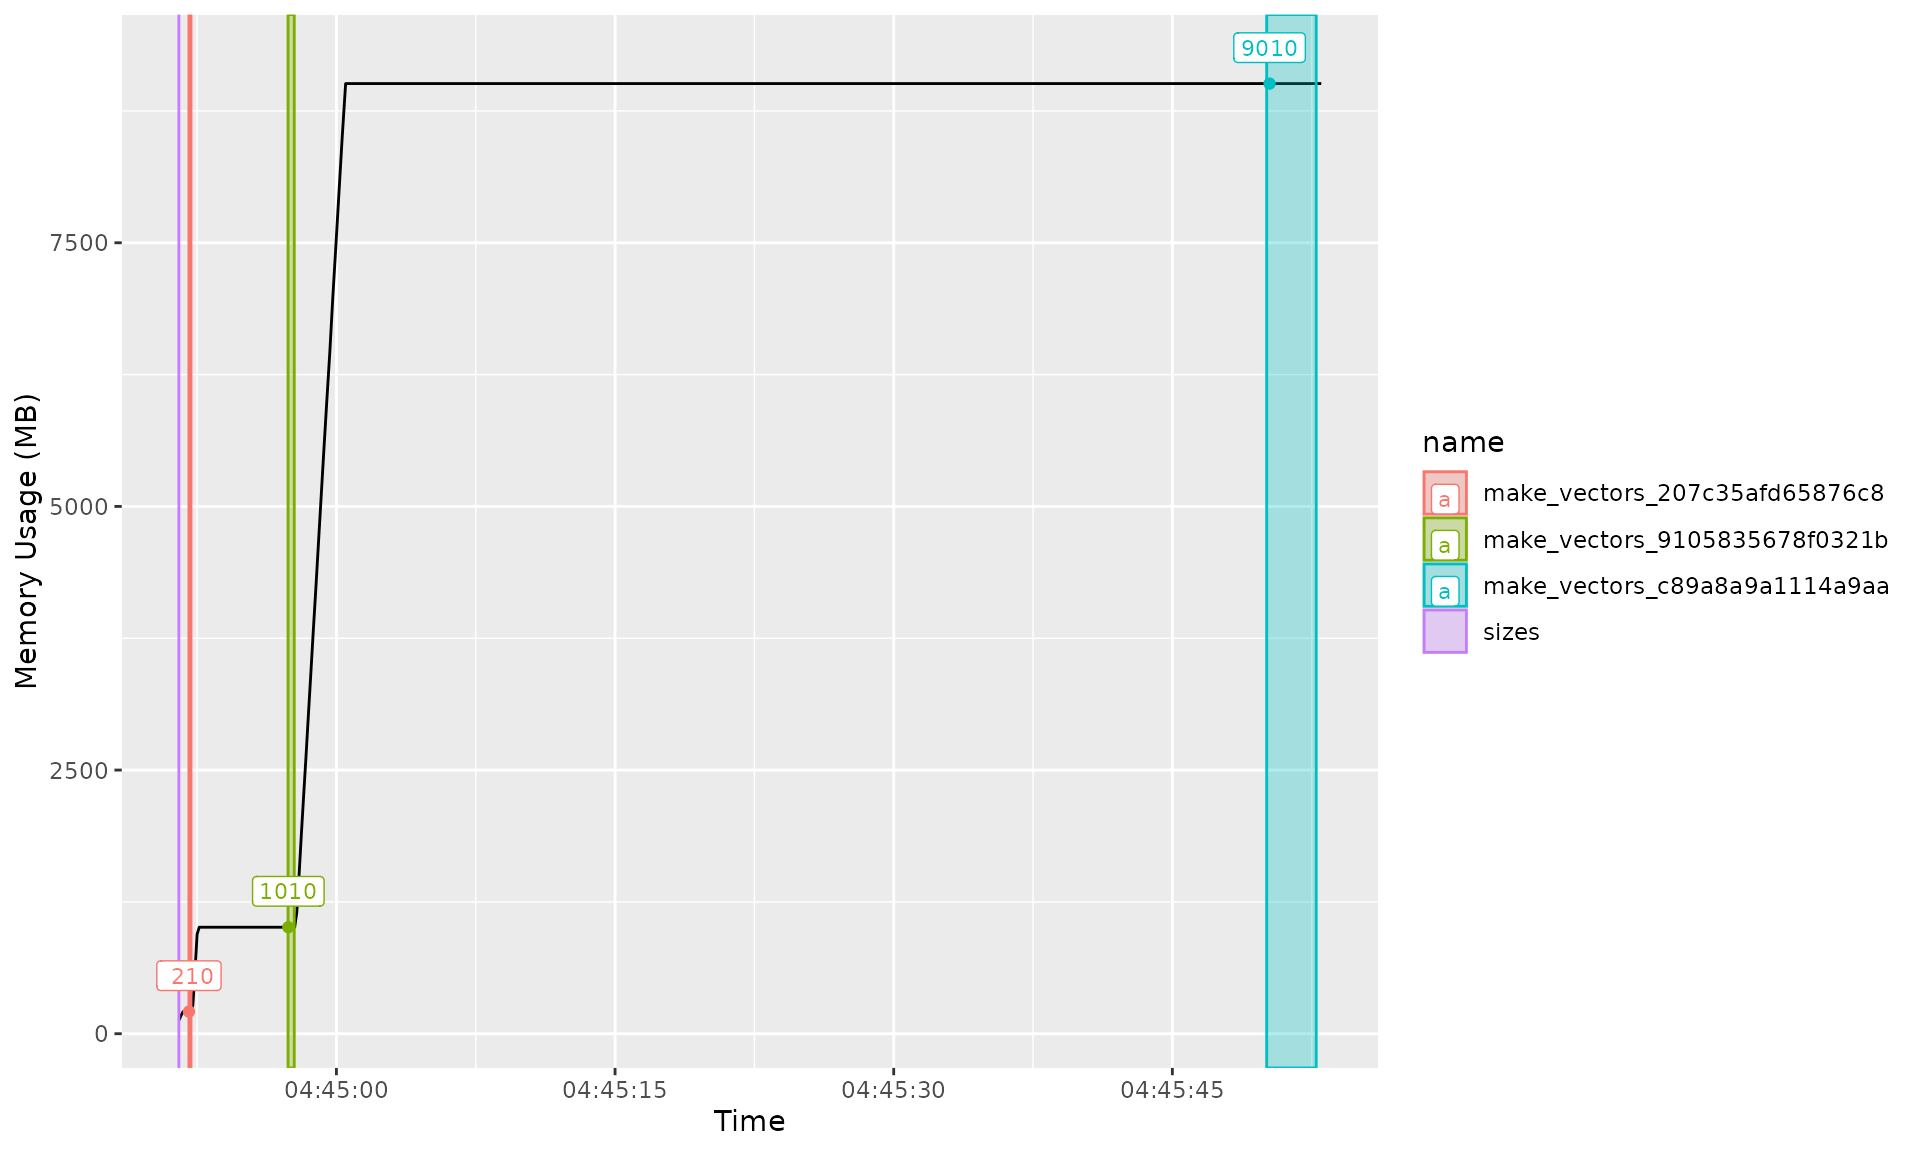 9010
7500
5000
2500
1010
210
0
Memory Usage (MB)
04:45:00
04:45:15
04:45:30
04:45:45
Time
name
a make_vectors_207c35afd65876c8
a make_vectors_9105835678f0321b
a make_vectors_c89a8a9a1114a9aa
sizes